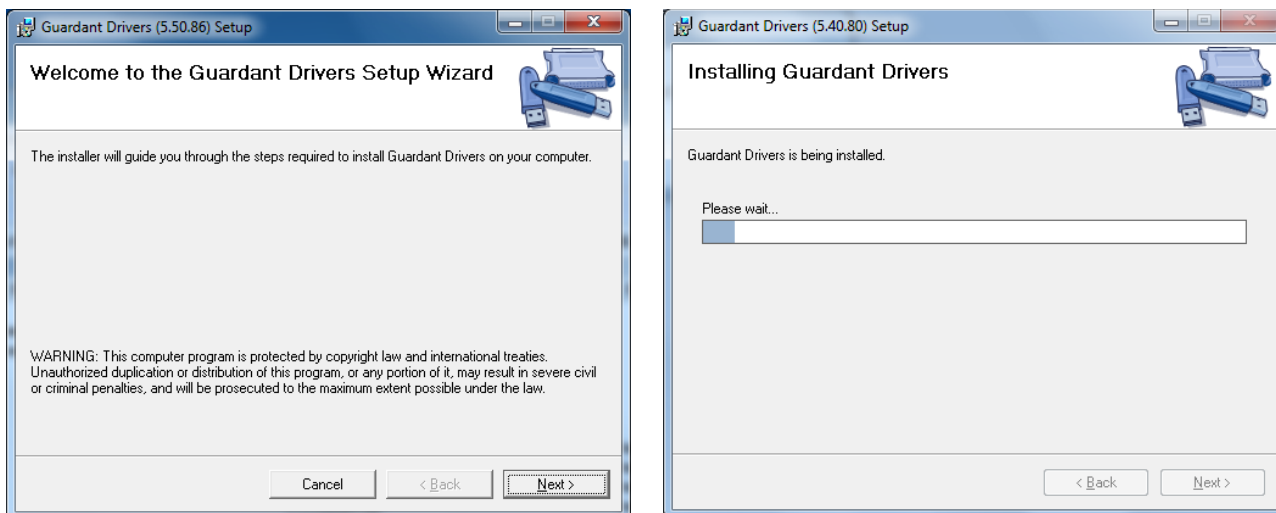 Guardant Drivers (5.50.86) Setup
Welcome to the Guardant Drivers Setup Wizard
The installer will guide you through the steps required to install Guardant Drivers on your computer.
WARNING: This computer program is protected by copyright law and international treaties.
Unauthorized duplication or distribution of this program, or any portion of it, may result in severe civil
or criminal penalties, and will be prosecuted to the maximum extent possible under the law.
Cancel
< Back
Next >
Guardant Drivers (5.40.80) Setup
Installing Guardant Drivers
Guardant Drivers is being installed.
Please wait...
< Back
Next >